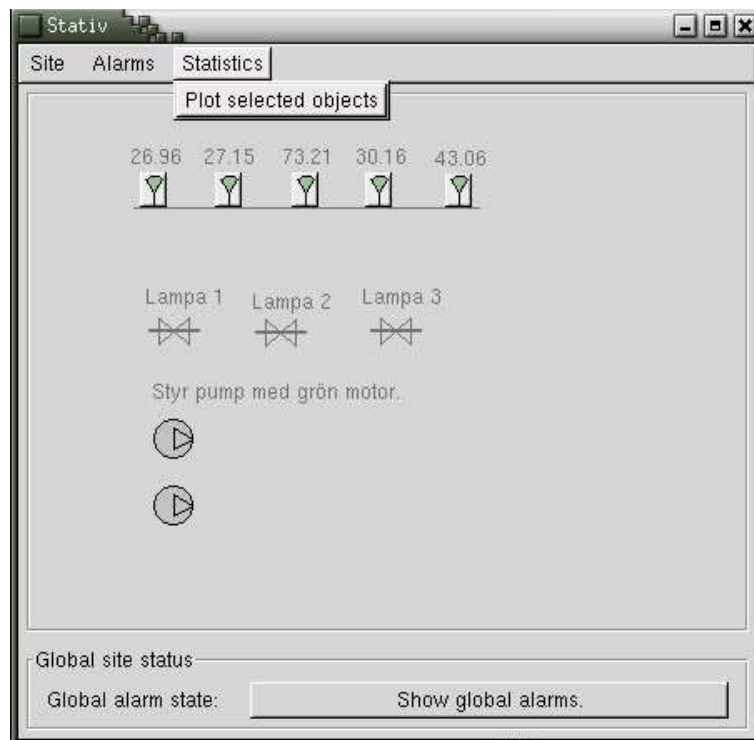 Stativ
Site Alarms Statistics
Plot selected objects
26.96 27.15 73.21 30.16 43.06
Lampa 1 Lampa 2 Lampa 3
Styr pump med grön motor.
Global site status
Global alarm state: Show global alarms.